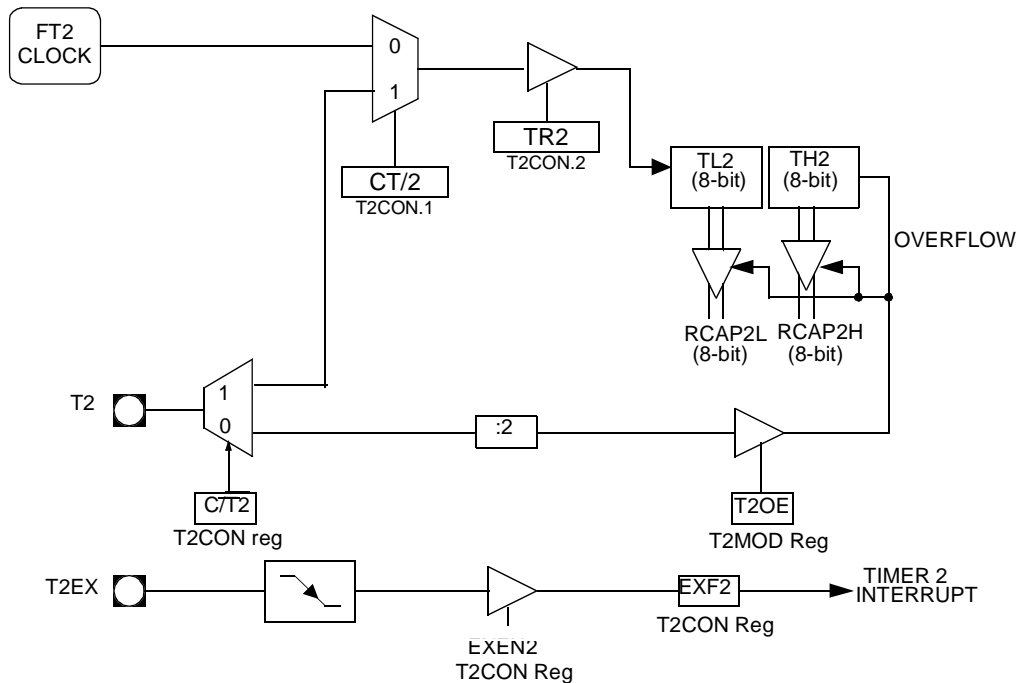 FT2
CLOCK
0
1
TR2
T2CON.2
CT/2
T2CON.1
TL2
(8-bit)
TH2
(8-bit)
OVERFLOW
RCAP2L
(8-bit)
RCAP2H
(8-bit)
T2
1
0
:2
C/T2
T2CON reg
T2OE
T2MOD Reg
T2EX
EXEN2
T2CON Reg
EXF2
T2CON Reg
TIMER 2
INTERRUPT